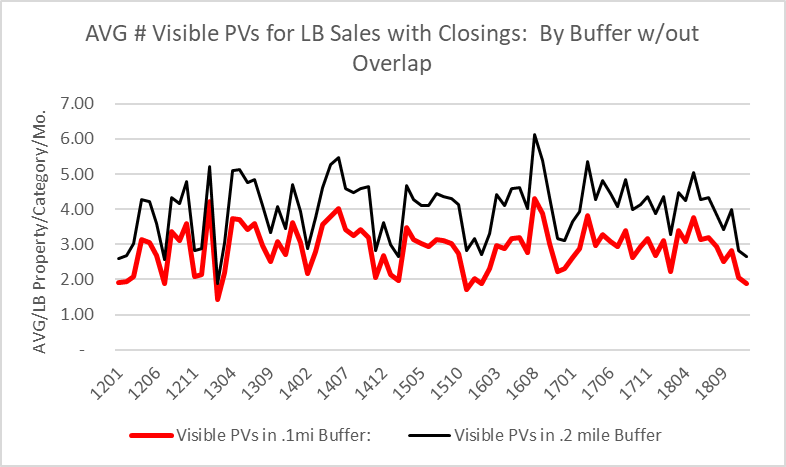 AVG # Visible PVs for LB Sales with Closings:  By Buffer w/out
Overlap
AVG/LB Property/Category/Mo.
7.00
6.00
5.00
4.00
3.00
2.00
1.00
-
1201 1206 1211 1304 1309 1402 1407 1412 1505 1510 1603 1608 1701 1706 1711 1804 1809
Visible PVs in .1mi Buffer: Visible PVs in .2 mile Buffer